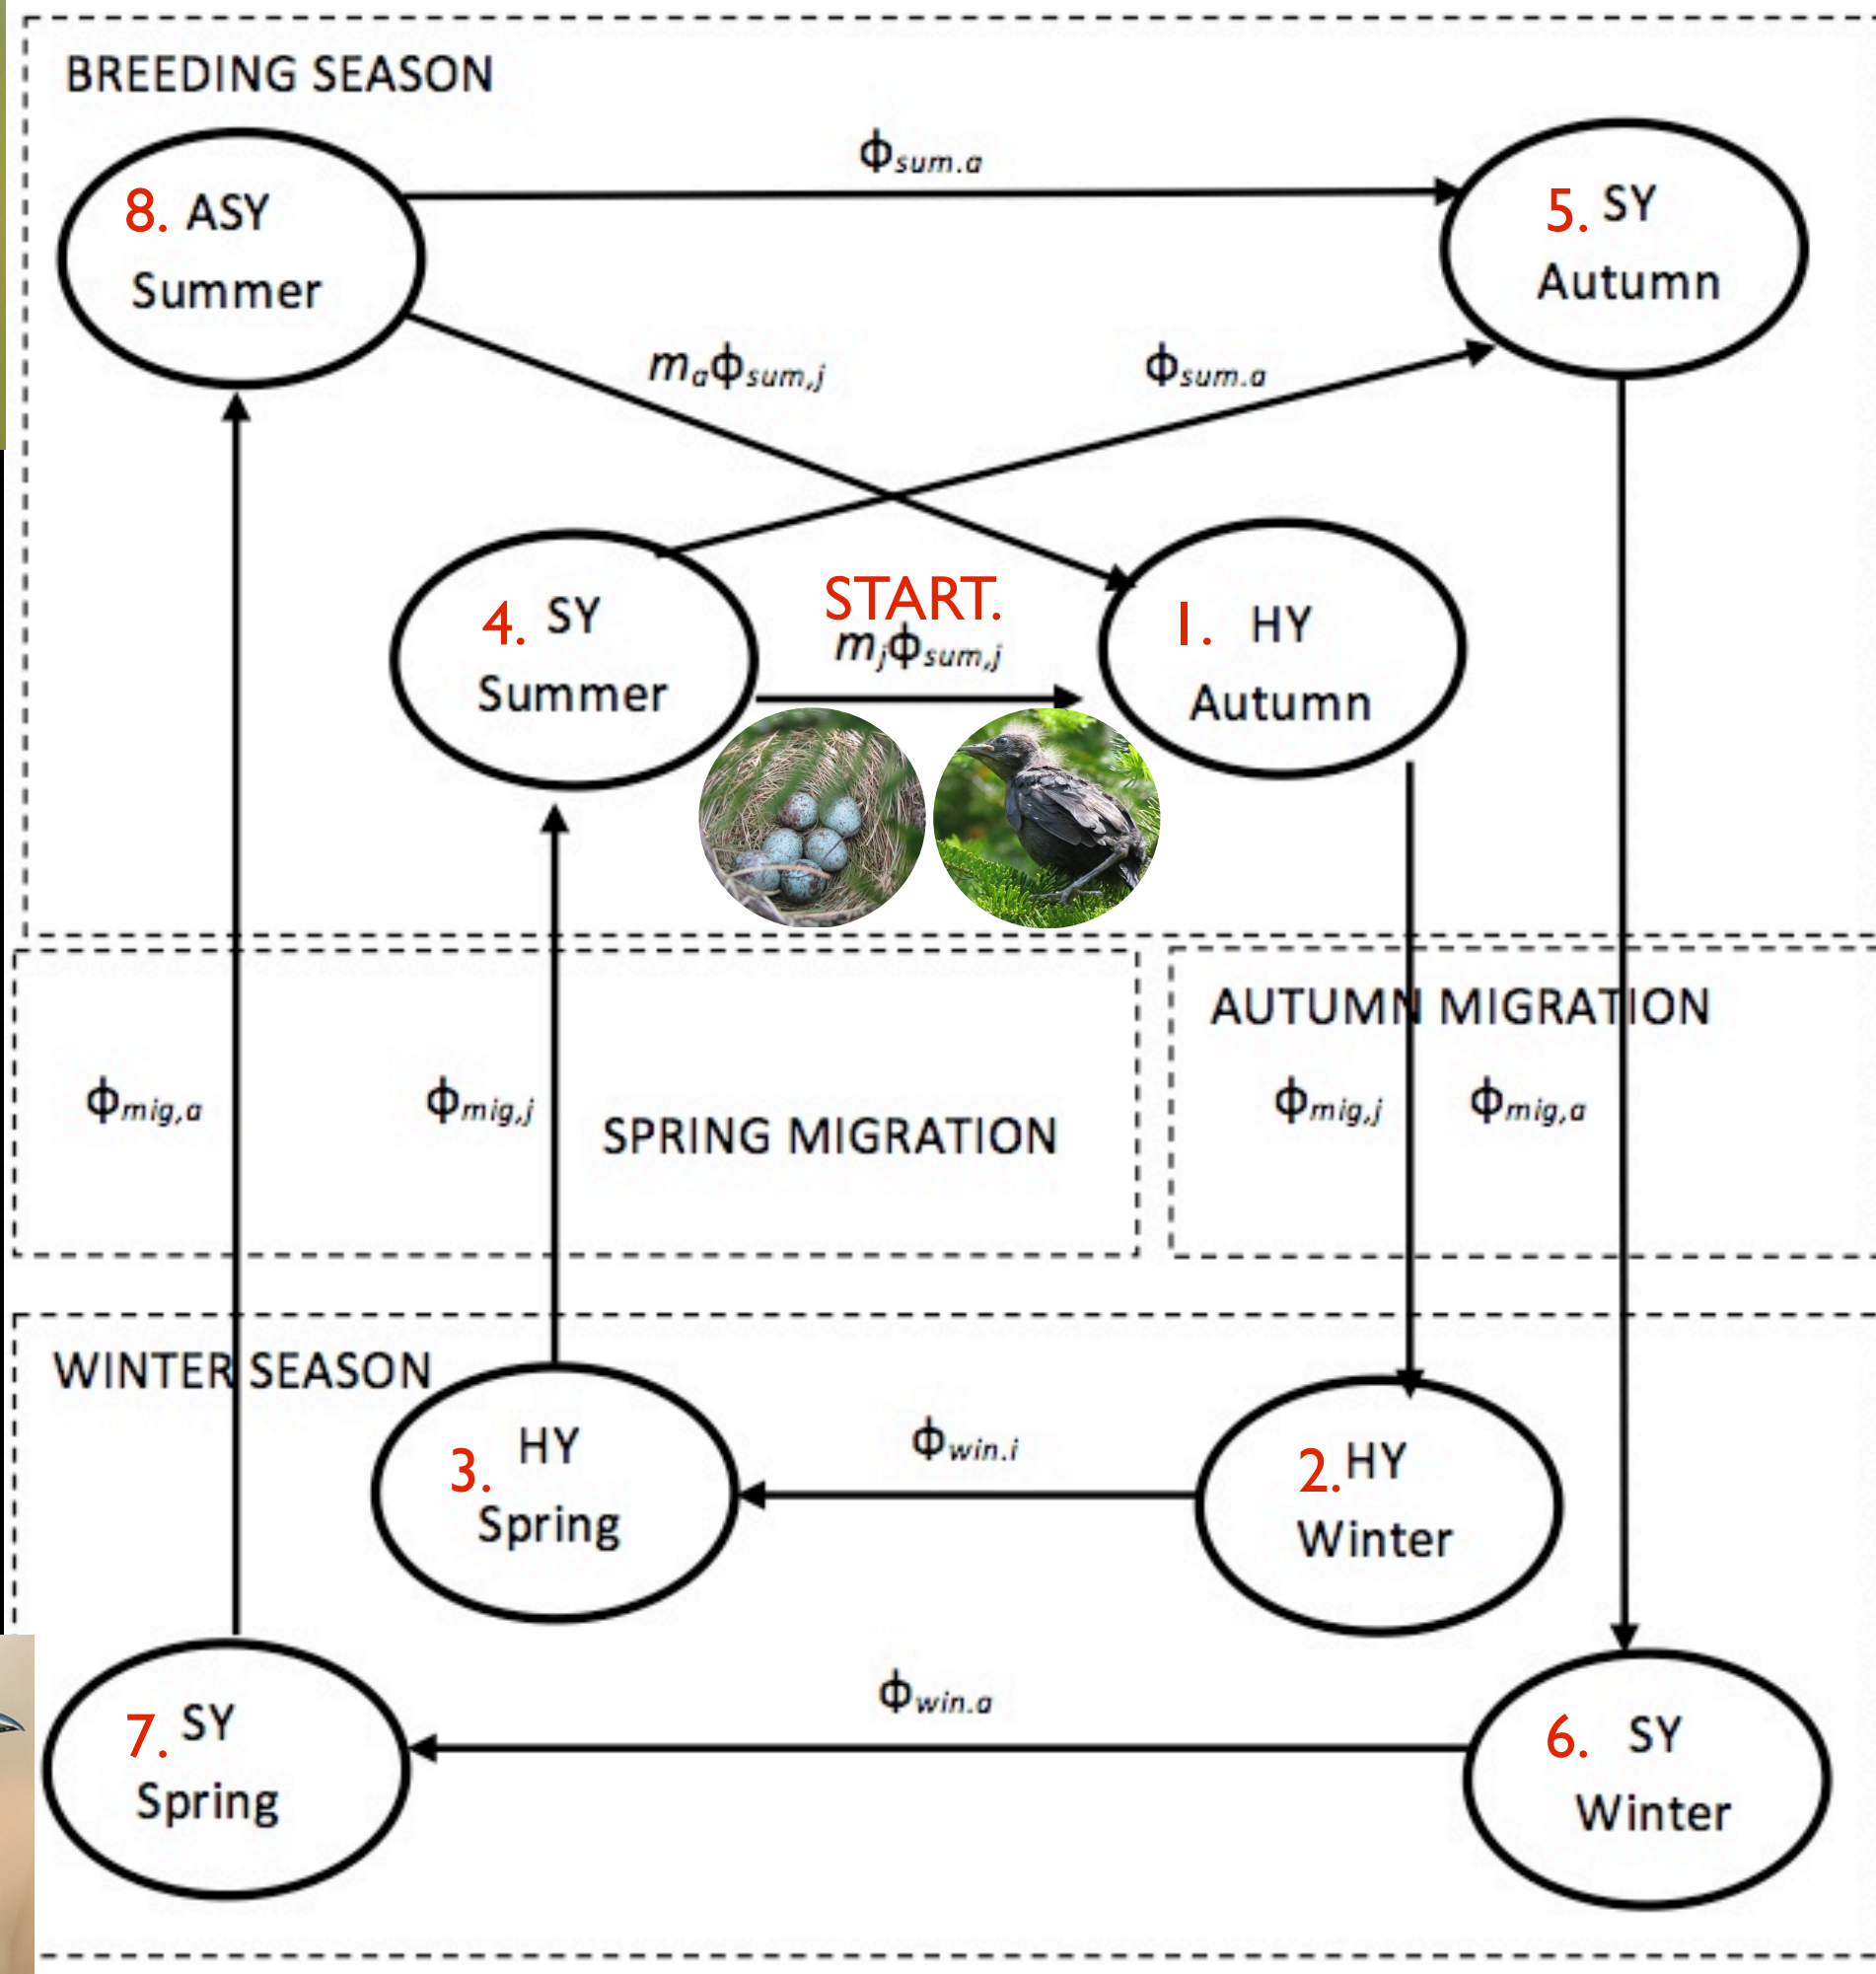 BREEDING SEASON
ϕsum.a
8. ASY
Summer
5. SY
Autumn
maϕsum,j
ϕsum.a
START.
mjϕsum,j
4. SY
Summer
1. HY
Autumn
AUTUMN MIGRATION
ϕmig,a
ϕmig,j
SPRING MIGRATION
ϕmig,j
ϕmig,a
WINTER SEASON
3. HY
Spring
ϕwin.i
2. HY
Winter
ϕwin.a
7. SY
Spring
6. SY
Winter